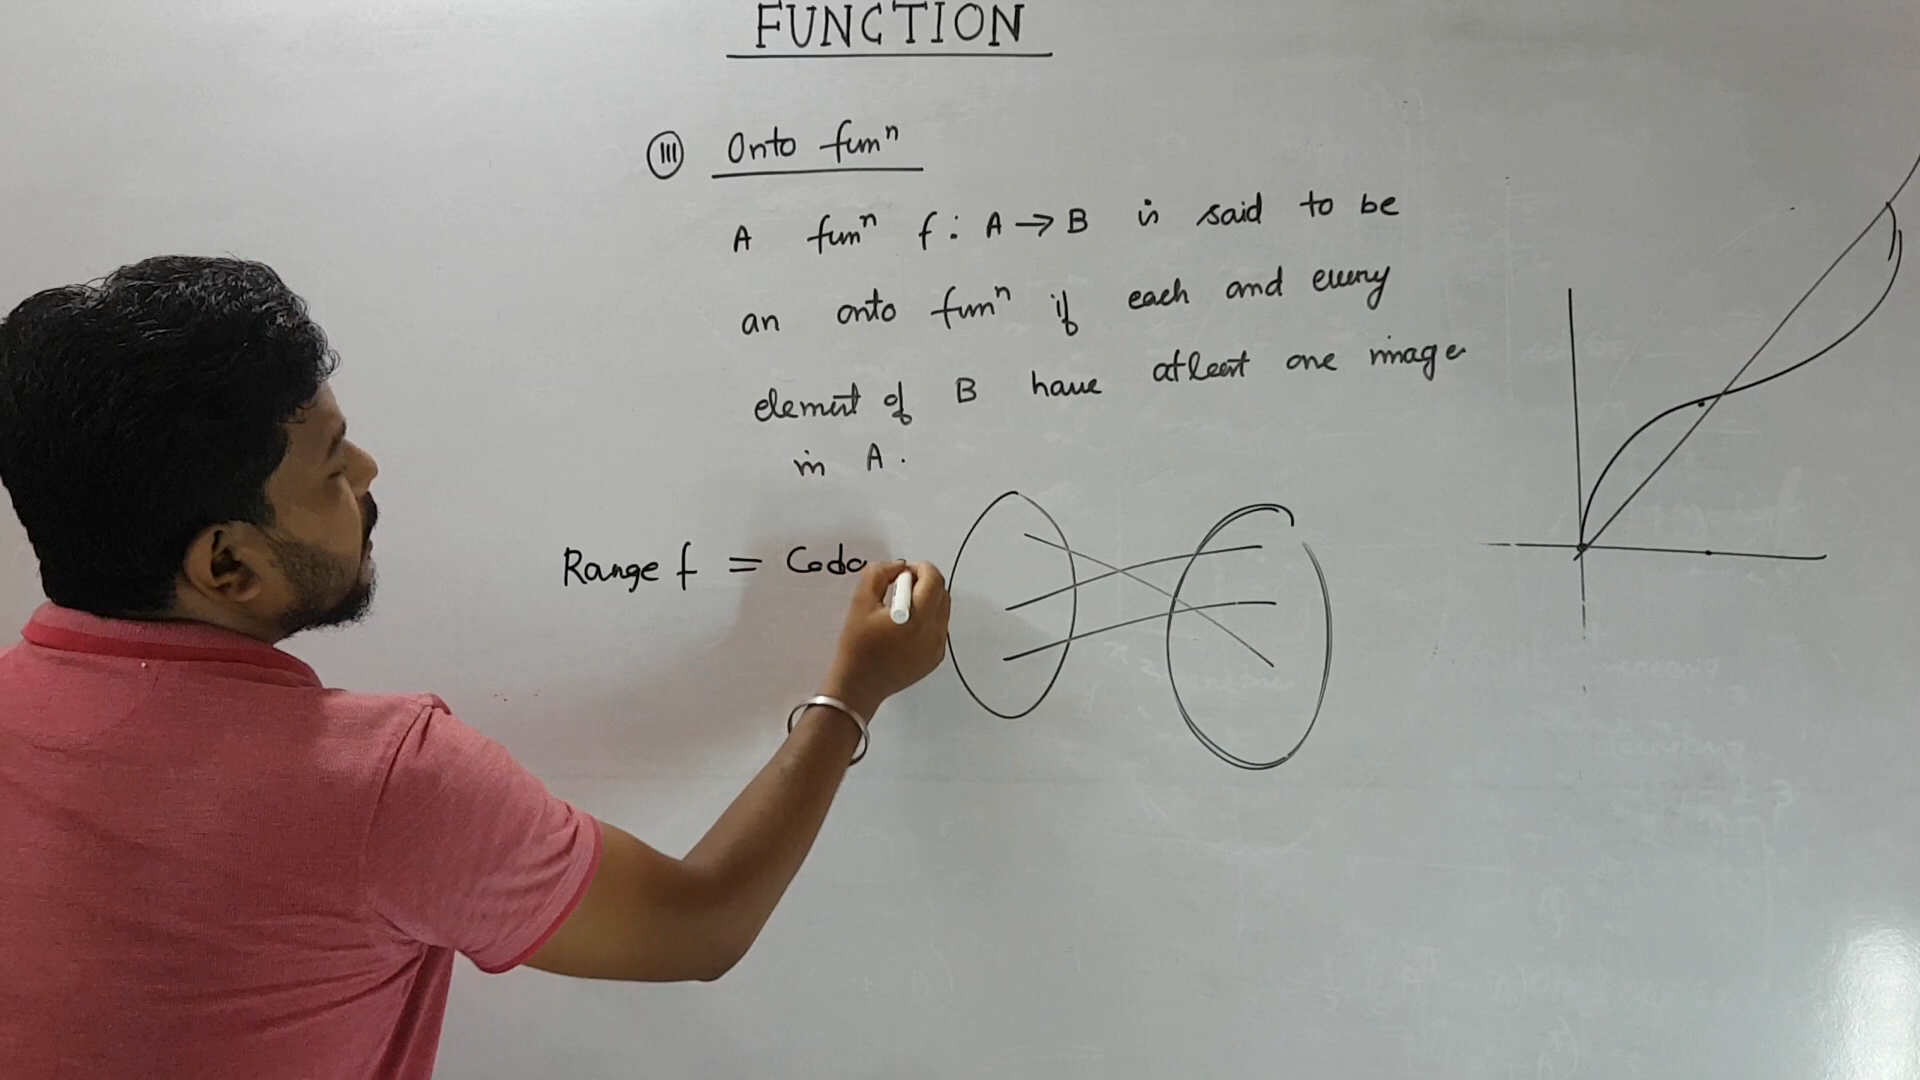 FUNCTION
III Onto funⁿ
A funⁿ f : A → B is said to be
an onto funⁿ if each and every
element of B have atleast one image
in A.
Range f = Codo